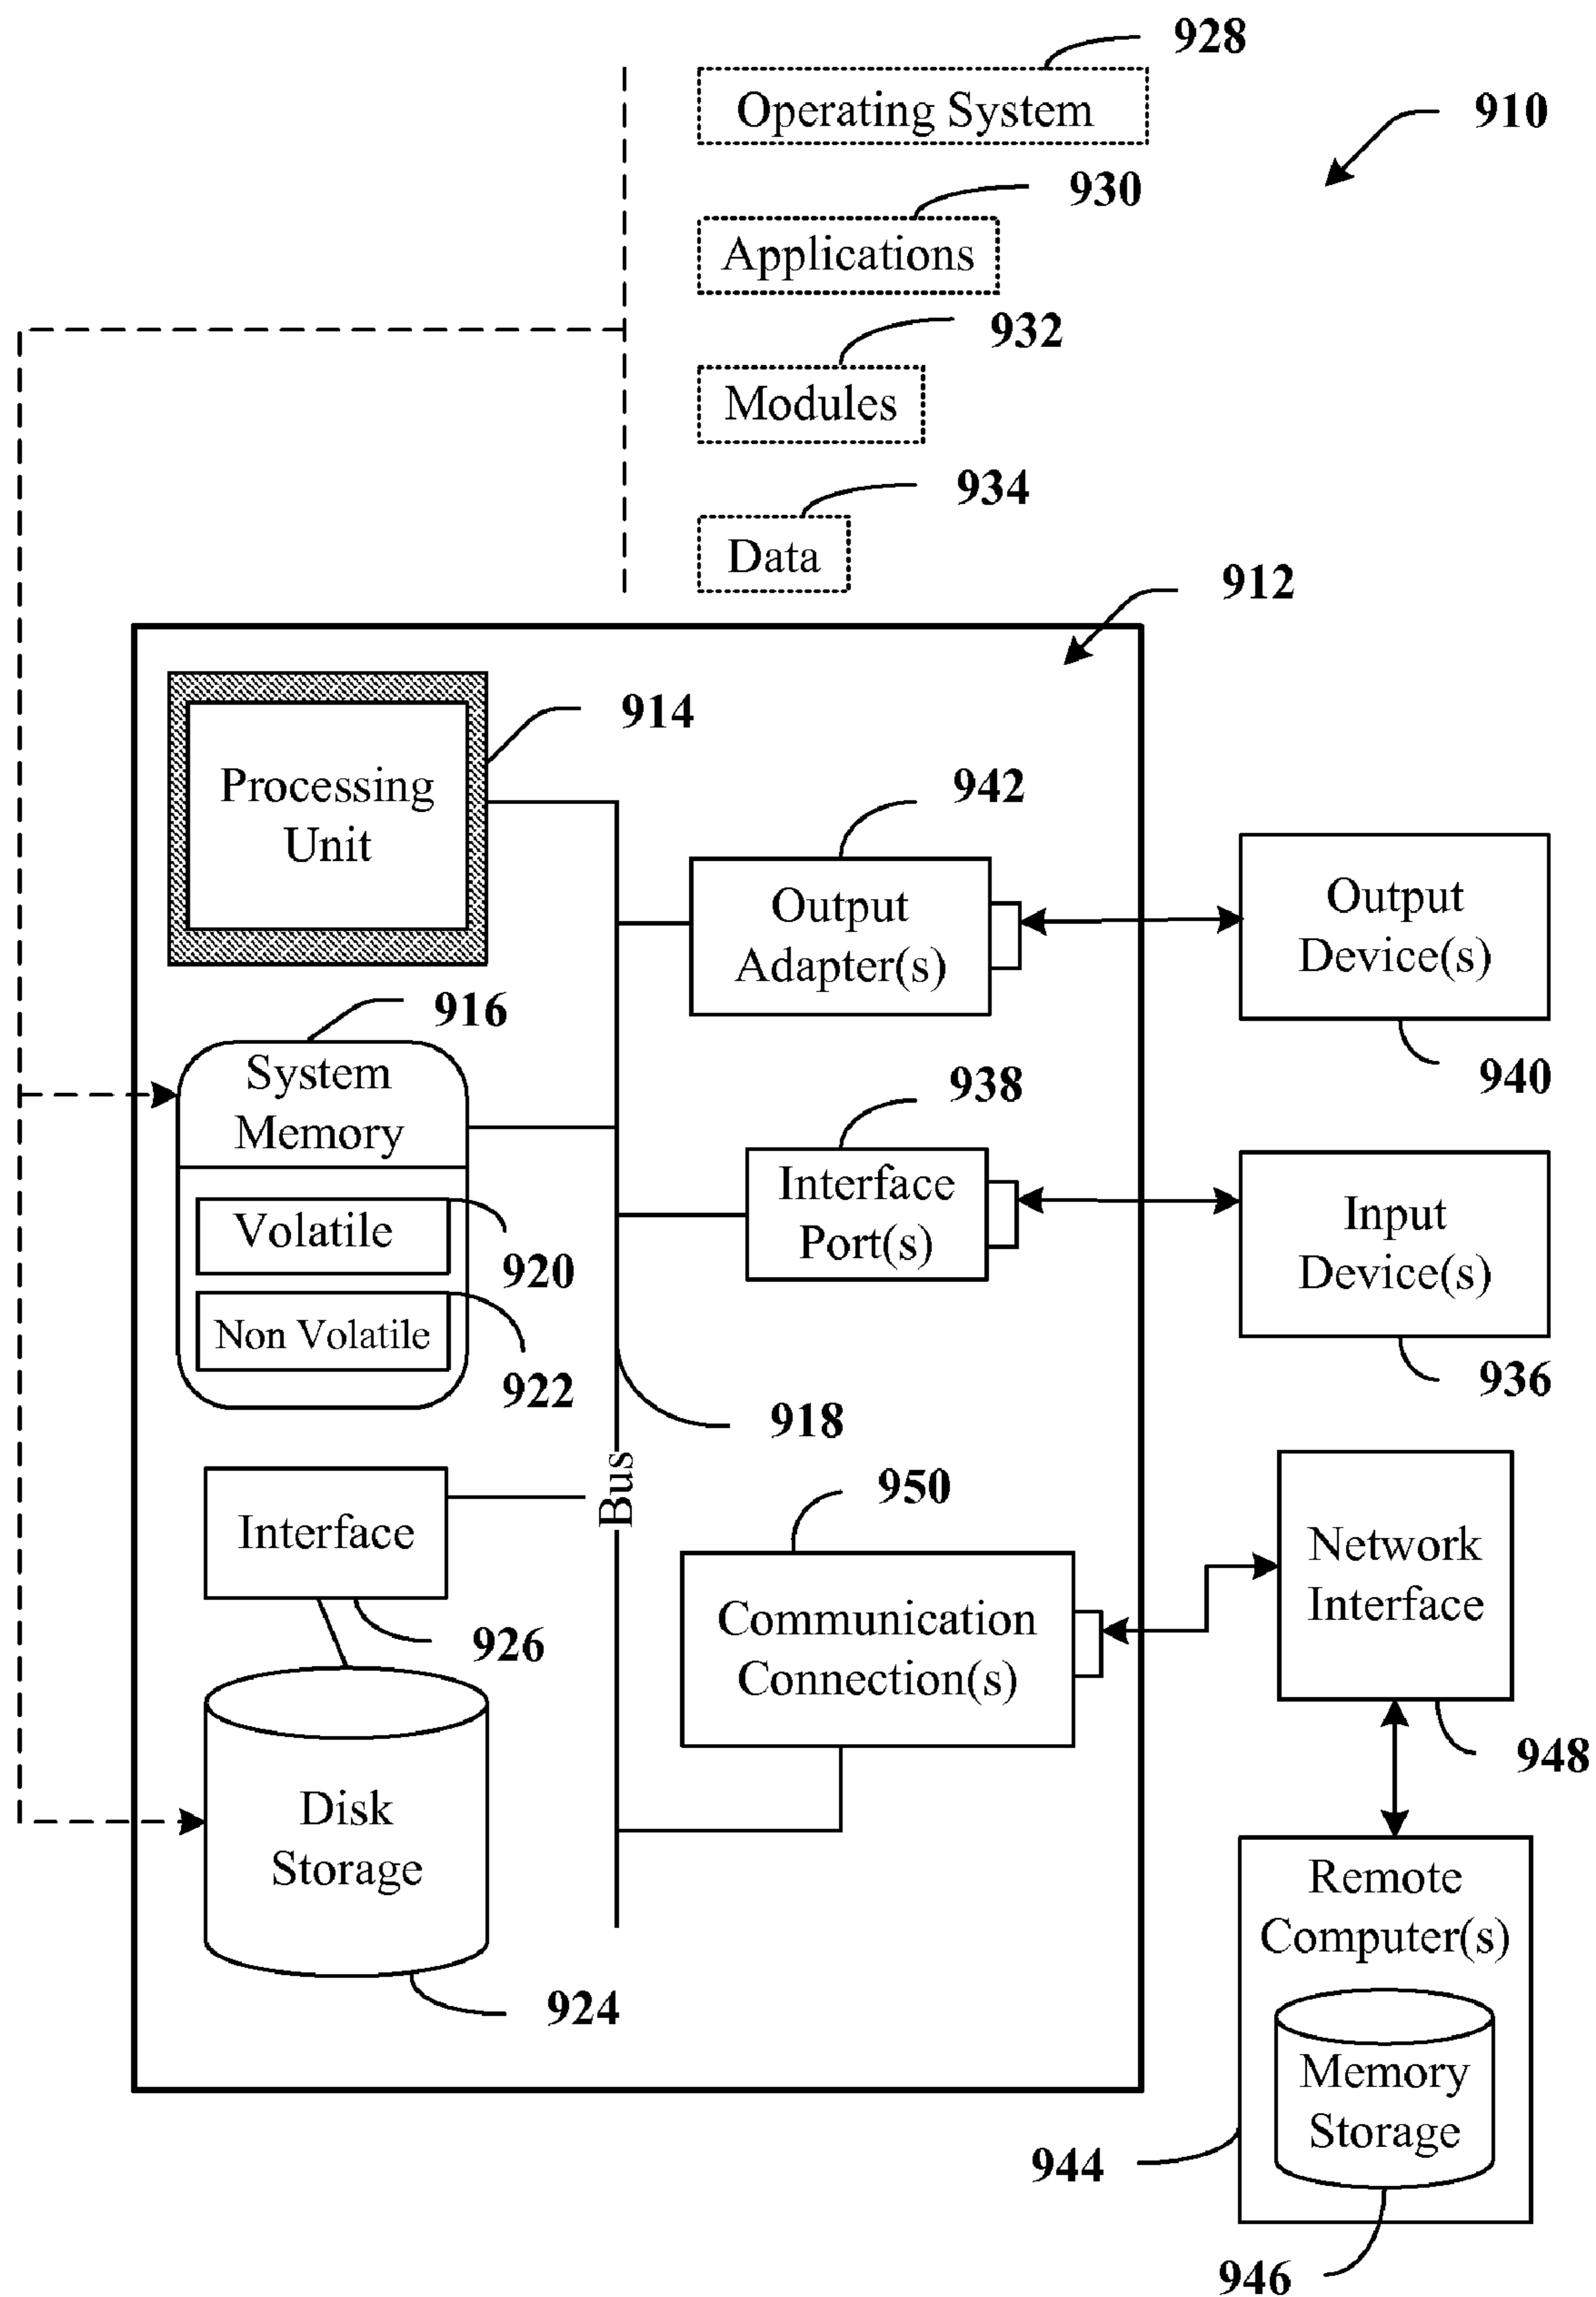 928
Operating System
910
930
Applications
932
Modules
934
Data
912
914
Processing
Unit
942
Output
Adapter(s)
Output
Device(s)
940
916
System
Memory
938
Interface
Port(s)
Input
Device(s)
936
Volatile
920
Non Volatile
922
918
Bus
950
Interface
926
Communication
Connection(s)
Network
Interface
948
Disk
Storage
924
Remote
Computer(s)
Memory
Storage
944
946